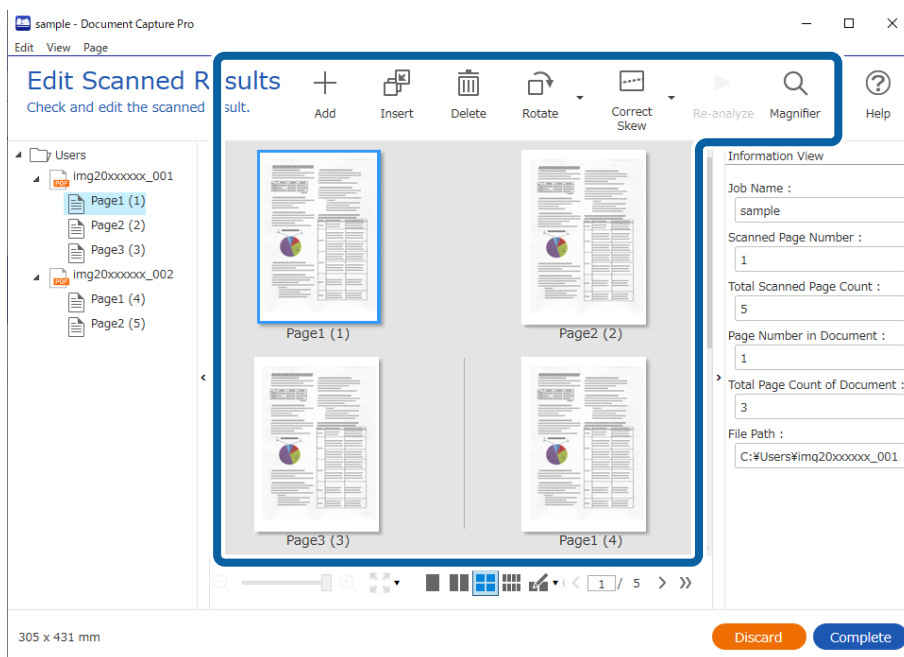 sample - Document Capture Pro
Edit View Page
Edit Scanned Results
Check and edit the scanned sult.
Add
Insert
Delete
Rotate
Correct Skew
Re-analyze
Magnifier
Help
Users
PDF img20xxxxxx_001
Page1 (1)
Page2 (2)
Page3 (3)
PDF img20xxxxxx_002
Page1 (4)
Page2 (5)
Page1 (1)
Page2 (2)
Page3 (3)
Page1 (4)
Information View
Job Name :
sample
Scanned Page Number :
1
Total Scanned Page Count :
5
Page Number in Document :
1
Total Page Count of Document :
3
File Path :
C:¥Users¥img20xxxxxx_001
1 / 5
305 x 431 mm
Discard
Complete